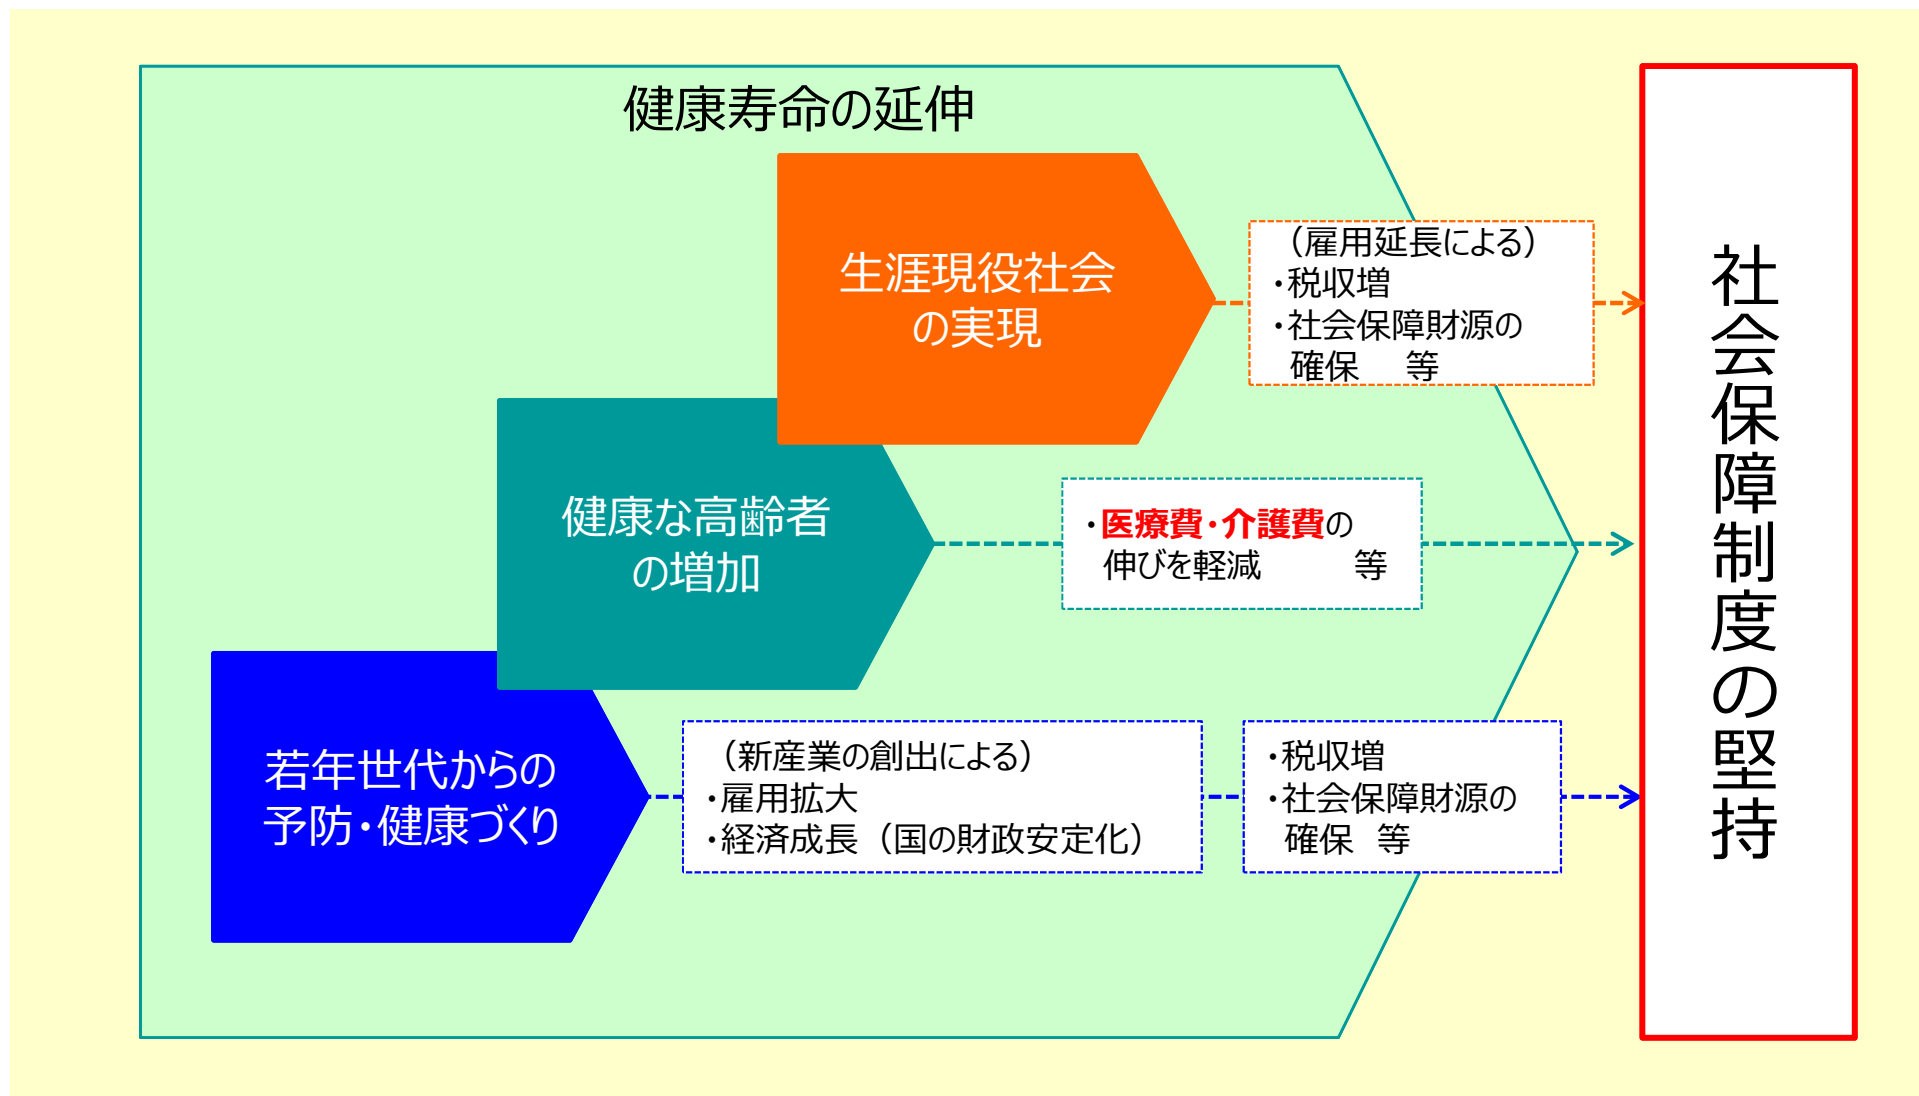 健康寿命の延伸
生涯現役社会
の実現
（雇用延長による）
・税収増
・社会保障財源の
確保　等
健康な高齢者
の増加
・医療費・介護費の
伸びを軽減　等
若年世代からの
予防・健康づくり
（新産業の創出による）
・雇用拡大
・経済成長（国の財政安定化）
・税収増
・社会保障財源の
確保　等
社会保障制度の堅持